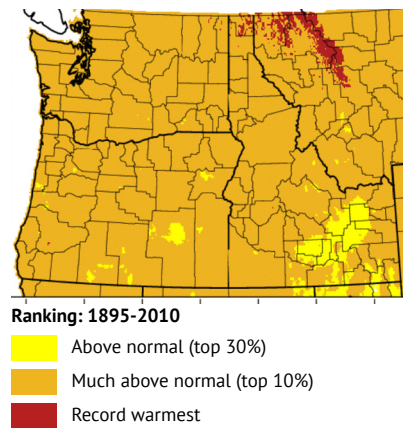 Ranking: 1895-2010
Above normal (top 30%)
Much above normal (top 10%)
Record warmest